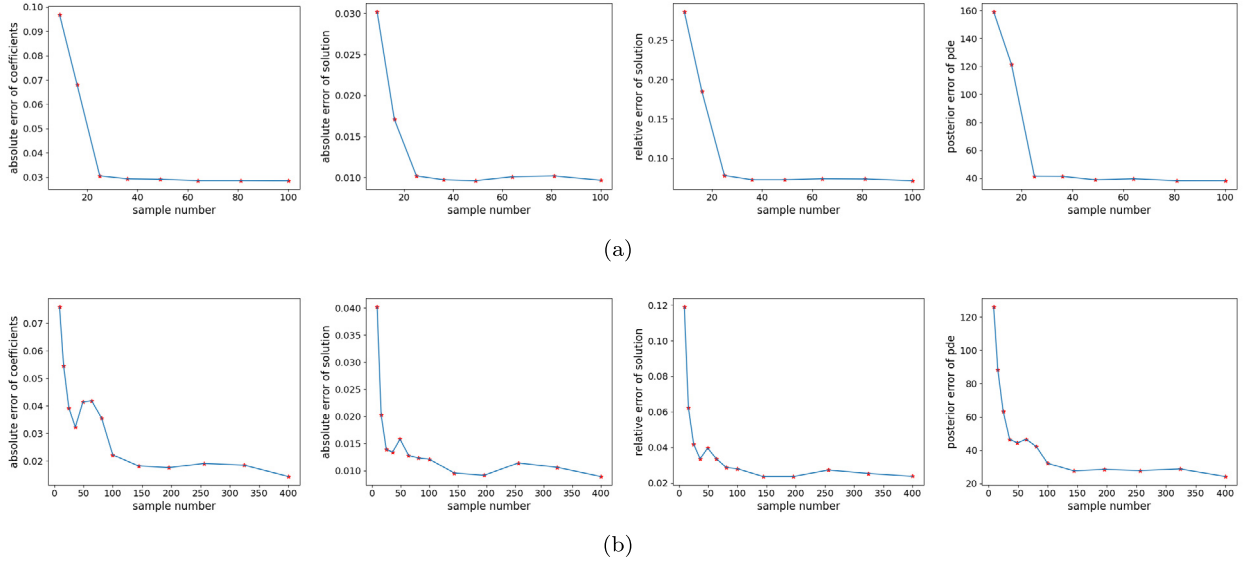 absolute error of coefficients
0.10
0.09
0.08
0.07
0.06
0.05
0.04
0.03
20 40 60 80 100
sample number
absolute error of solution
0.030
0.025
0.020
0.015
0.010
20 40 60 80 100
sample number
relative error of solution
0.25
0.20
0.15
0.10
20 40 60 80 100
sample number
posterior error of pde
160
140
120
100
80
60
40
20 40 60 80 100
sample number
(a)
absolute error of coefficients
0.07
0.06
0.05
0.04
0.03
0.02
0 50 100 150 200 250 300 350 400
sample number
absolute error of solution
0.040
0.035
0.030
0.025
0.020
0.015
0.010
0 50 100 150 200 250 300 350 400
sample number
relative error of solution
0.12
0.10
0.08
0.06
0.04
0.02
0 50 100 150 200 250 300 350 400
sample number
posterior error of pde
120
100
80
60
40
20
0 50 100 150 200 250 300 350 400
sample number
(b)